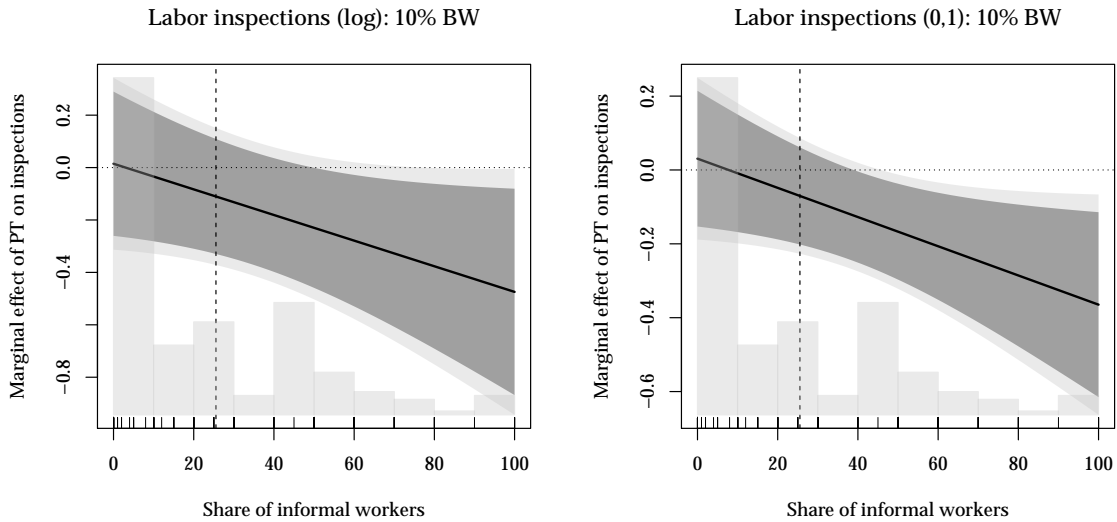 Labor inspections (log): 10% BW
Marginal effect of PT on inspections
0.2
0.0
−0.4
−0.8
0 20 40 60 80 100
Share of informal workers
Labor inspections (0,1): 10% BW
Marginal effect of PT on inspections
0.2
0.0
−0.2
−0.4
−0.6
0 20 40 60 80 100
Share of informal workers